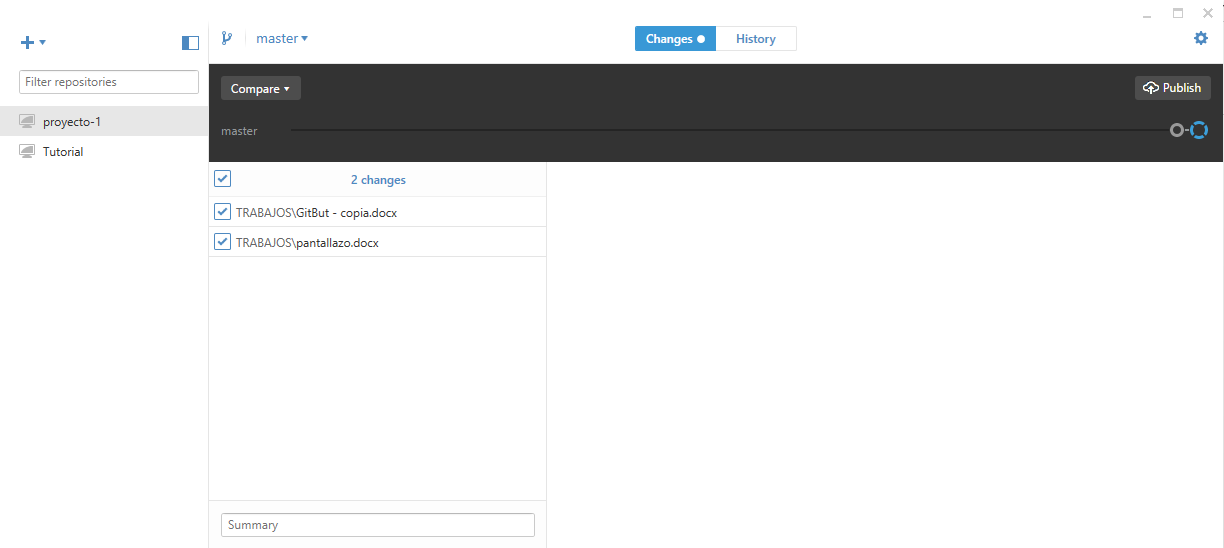 master
Changes
History
Filter repositories
Compare
Publish
proyecto-1
master
Tutorial
2 changes
TRABAJOS\GitBut - copia.docx
TRABAJOS\pantallazo.docx
Summary